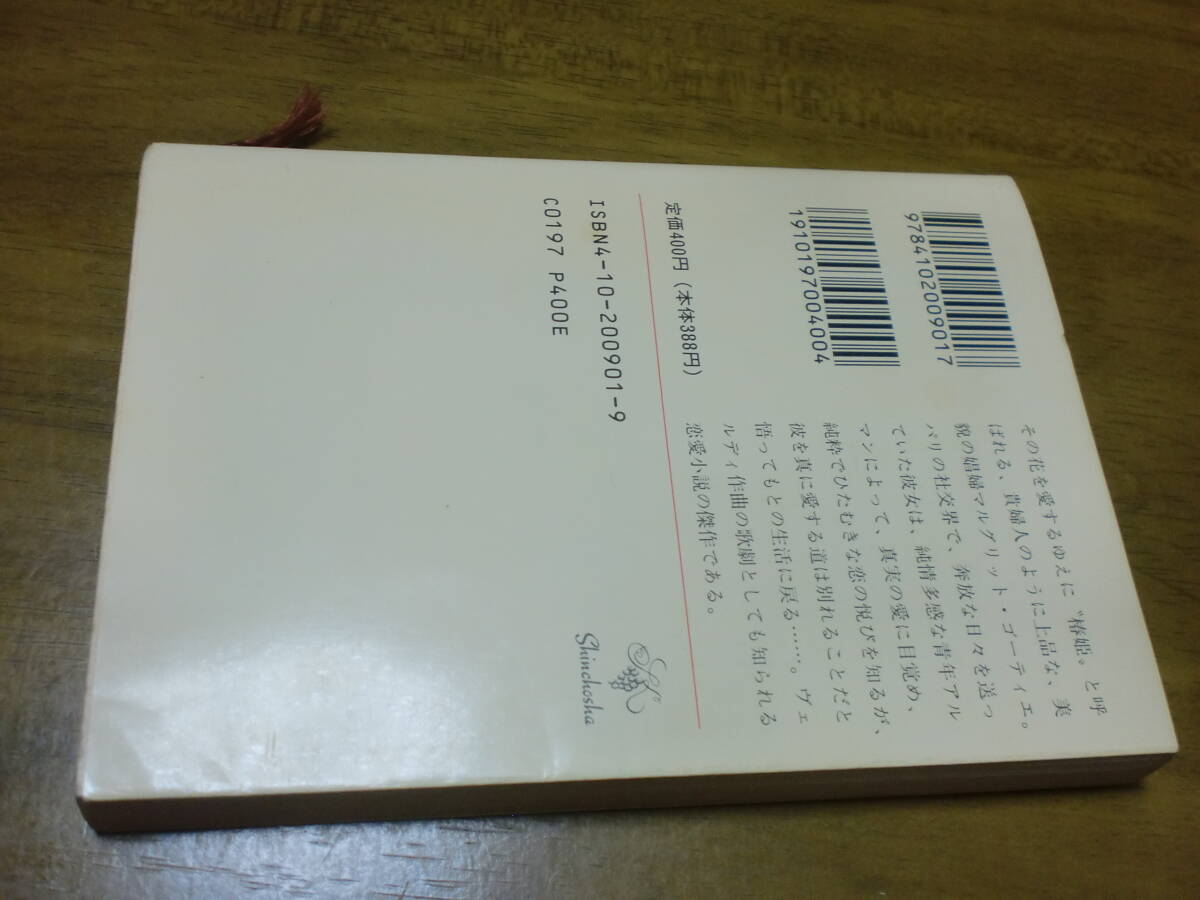 9784102009017
1910197004004
その花を愛するゆえに〝椿姫〟と呼
ばれる、貴婦人のように上品な、美
貌の娼婦マルグリット・ゴーティエ。
パリの社交界で、奔放な日々を送っ
ていた彼女は、純情多感な青年アル
マンによって、真実の愛に目覚め、
純粋でひたむきな恋の悦びを知るが、
彼を真に愛する道は別れることだと
悟ってもとの生活に戻る……。ヴェ
ルディ作曲の歌劇としても知られる
恋愛小説の傑作である。
定価400円（本体388円）
ISBN4-10-200901-9
C0197 P400E
Shinchosha